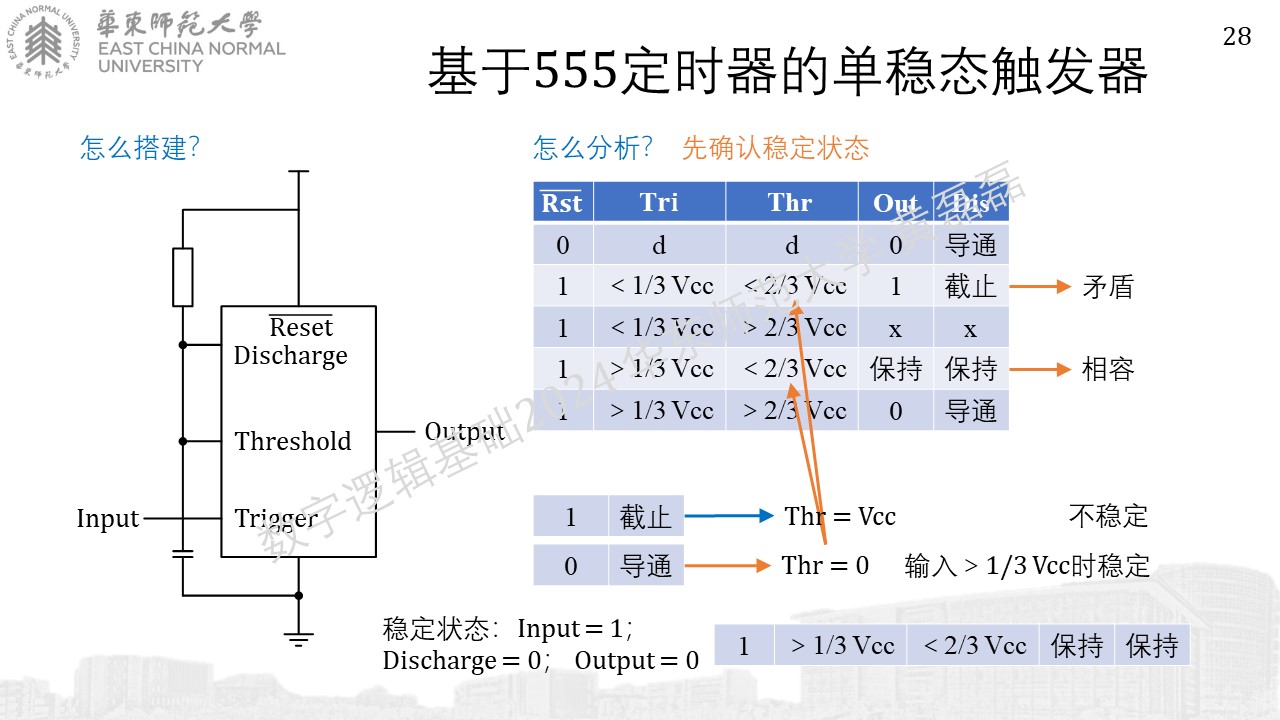 28
華東師範大學
EAST CHINA NORMAL
UNIVERSITY
基于555定时器的单稳态触发器
怎么搭建?
怎么分析? 先确认稳定状态
Rst Tri Thr Out Dis
0 d d 0 导通
1 < 1/3 Vcc < 2/3 Vcc 1 截止 矛盾
1 < 1/3 Vcc > 2/3 Vcc x x
1 > 1/3 Vcc < 2/3 Vcc 保持 保持 相容
1 > 1/3 Vcc > 2/3 Vcc 0 导通
Reset
Discharge
Threshold
Output
Input
Trigger
1 截止 Thr = Vcc 不稳定
0 导通 Thr = 0 输入 > 1/3 Vcc时稳定
稳定状态：Input = 1；
Discharge = 0； Output = 0
1 > 1/3 Vcc < 2/3 Vcc 保持 保持
数字逻辑基础2024 华东师范大学 黄磊磊